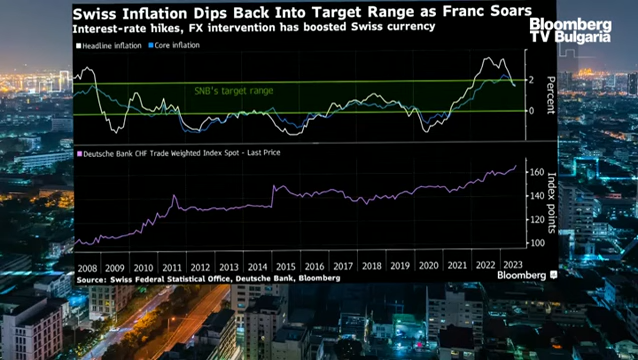 Swiss Inflation Dips Back Into Target Range as Franc Soars
Interest-rate hikes, FX intervention has boosted Swiss currency
Bloomberg
TV Bulgaria
Headline inflation Core inflation
SNB's target range
2
0
Percent
Deutsche Bank CHF Trade Weighted Index Spot - Last Price
160
140
120
100
Index points
2008 2009 2010 2011 2012 2013 2014 2015 2016 2017 2018 2019 2020 2021 2022 2023
Source: Swiss Federal Statistical Office, Deutsche Bank, Bloomberg
Bloomberg